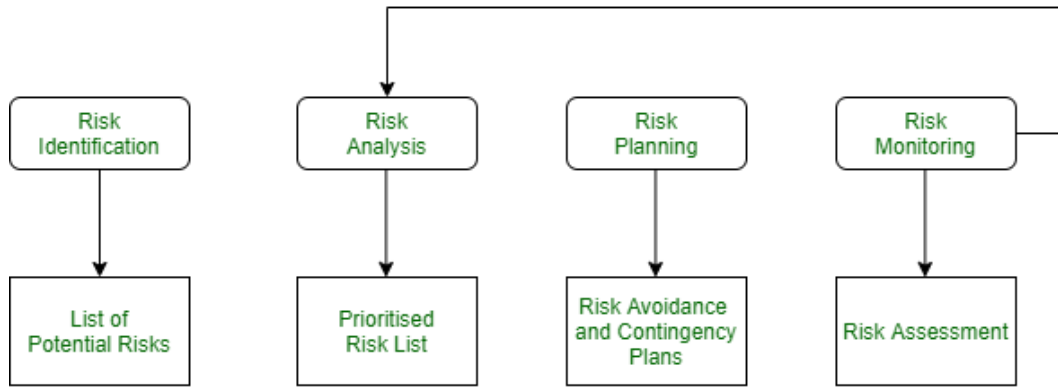 Risk
Identification
Risk
Analysis
Risk
Planning
Risk
Monitoring
List of
Potential Risks
Prioritised
Risk List
Risk Avoidance
and Contingency
Plans
Risk Assessment